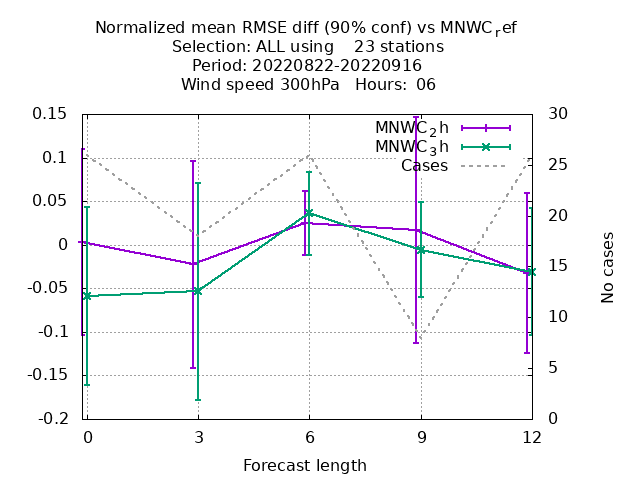 Normalized mean RMSE diff (90% conf) vs MNWC_ref
Selection: ALL using    23 stations
Period: 20220822-20220916
Wind speed 300hPa   Hours:  06
MNWC_2h
MNWC_3h
Cases
0.15
0.1
0.05
0
-0.05
-0.1
-0.15
-0.2
30
25
20
15
10
5
0
No cases
0 3 6 9 12
Forecast length